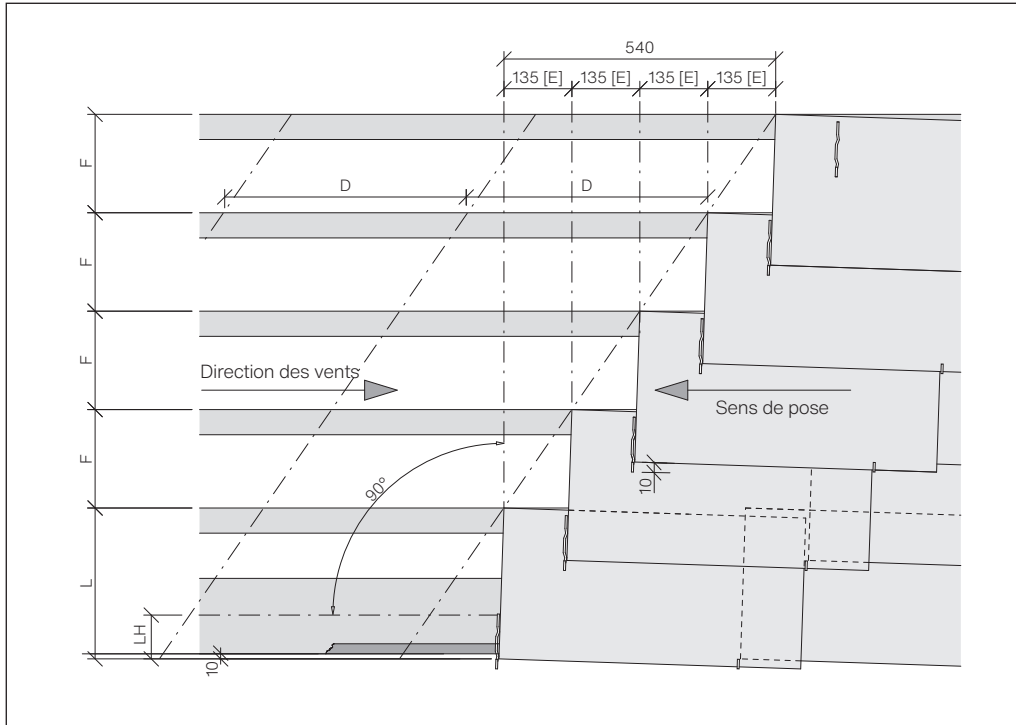 540
135 [E] 135 [E] 135 [E] 135 [E]
F
D D
F
F
Direction des vents
Sens de pose
F
90°
10
L
LH
10